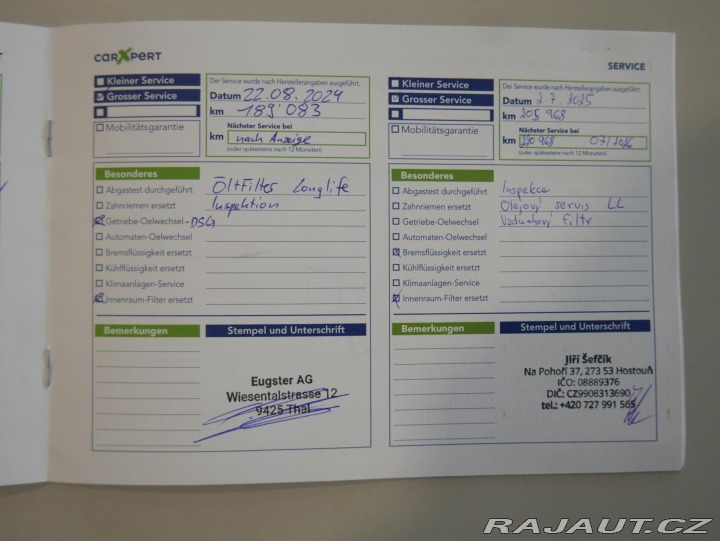 carXpert
Kleiner Service
Grosser Service
Mobilitätsgarantie
Der Service wurde nach Herstellerangaben ausgeführt.
Datum 22.08.2024
km 189'083
Nächster Service bei
km nach Anzeige
(oder spätestens nach 12 Monaten)
Besonderes
Abgastest durchgeführt
Zahnriemen ersetzt
Getriebe-Oelwechsel -DSG
Automaten-Oelwechsel
Bremsflüssigkeit ersetzt
Kühlflüssigkeit ersetzt
Klimaanlagen-Service
Innenraum-Filter ersetzt
Öl+Filter Longlife
Inspektion
Bemerkungen
Stempel und Unterschrift
Eugster AG
Wiesentalstrasse 12
9425 Thal
SERVICE
Kleiner Service
Grosser Service
Mobilitätsgarantie
Der Service wurde nach Herstellerangaben ausgeführt.
Datum 2.7.2025
km 205 968
Nächster Service bei
km 220 968 07/2026
(oder spätestens nach 12 Monaten)
Besonderes
Abgastest durchgeführt
Zahnriemen ersetzt
Getriebe-Oelwechsel
Automaten-Oelwechsel
Bremsflüssigkeit ersetzt
Kühlflüssigkeit ersetzt
Klimaanlagen-Service
Innenraum-Filter ersetzt
Inspekce
Olejový servis LL
Vzduchový filtr
Bemerkungen
Stempel und Unterschrift
Jiří Šefčík
Na Pohoří 37, 273 53 Hostouň
IČO: 08889376
DIČ: CZ9908313690
tel.: +420 727 991 565
RAJAUT.CZ